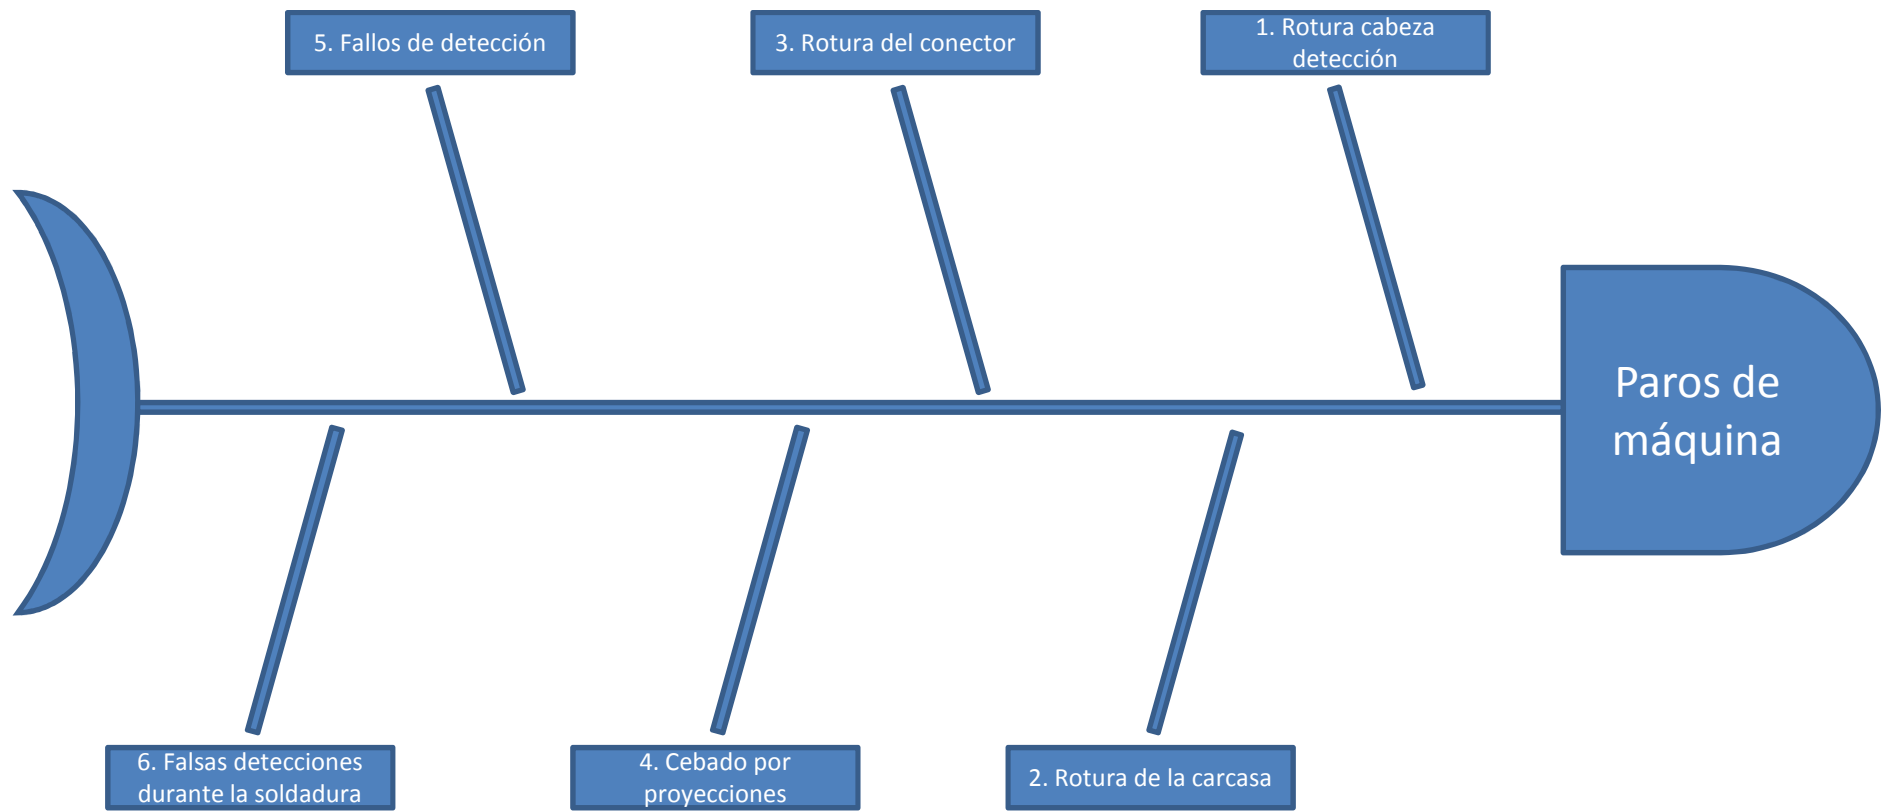 5. Fallos de detección
3. Rotura del conector
1. Rotura cabeza
detección
Paros de
máquina
6. Falsas detecciones
durante la soldadura
4. Cebado por
proyecciones
2. Rotura de la carcasa